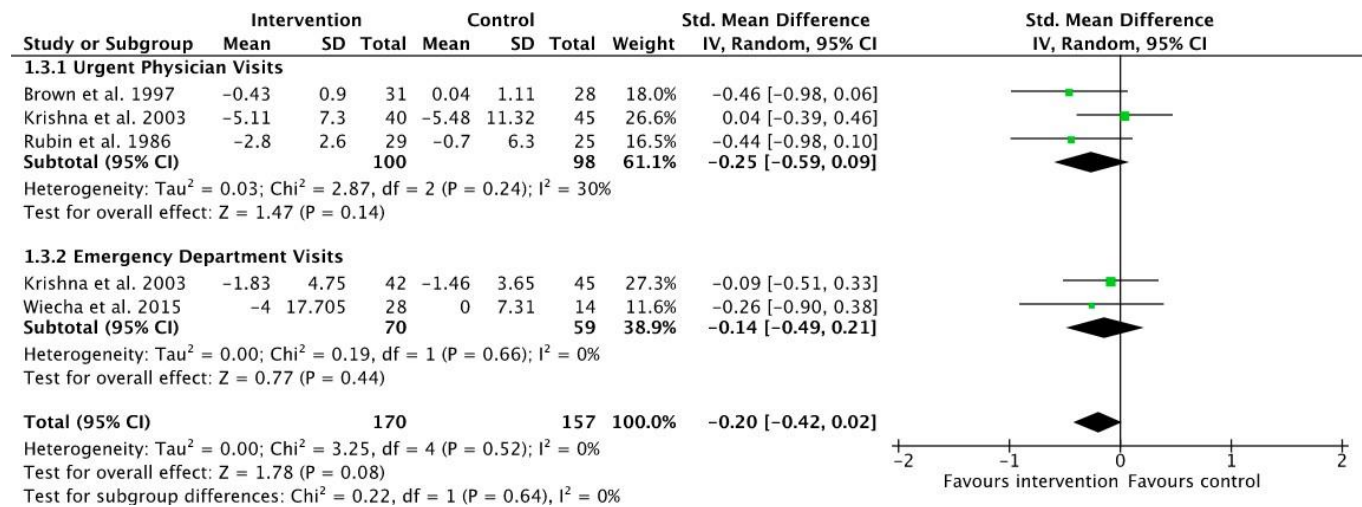 Intervention Control Std. Mean Difference Std. Mean Difference
Study or Subgroup Mean SD Total Mean SD Total Weight IV, Random, 95% CI IV, Random, 95% CI
1.3.1 Urgent Physician Visits
Brown et al. 1997 -0.43 0.9 31 0.04 1.11 28 18.0% -0.46 [-0.98, 0.06]
Krishna et al. 2003 -5.11 7.3 40 -5.48 11.32 45 26.6% 0.04 [-0.39, 0.46]
Rubin et al. 1986 -2.8 2.6 29 -0.7 6.3 25 16.5% -0.44 [-0.98, 0.10]
Subtotal (95% CI) 100 98 61.1% -0.25 [-0.59, 0.09]
Heterogeneity: Tau² = 0.03; Chi² = 2.87, df = 2 (P = 0.24); I² = 30%
Test for overall effect: Z = 1.47 (P = 0.14)
1.3.2 Emergency Department Visits
Krishna et al. 2003 -1.83 4.75 42 -1.46 3.65 45 27.3% -0.09 [-0.51, 0.33]
Wiecha et al. 2015 -4 17.705 28 0 7.31 14 11.6% -0.26 [-0.90, 0.38]
Subtotal (95% CI) 70 59 38.9% -0.14 [-0.49, 0.21]
Heterogeneity: Tau² = 0.00; Chi² = 0.19, df = 1 (P = 0.66); I² = 0%
Test for overall effect: Z = 0.77 (P = 0.44)
Total (95% CI) 170 157 100.0% -0.20 [-0.42, 0.02]
Heterogeneity: Tau² = 0.00; Chi² = 3.25, df = 4 (P = 0.52); I² = 0%
Test for overall effect: Z = 1.78 (P = 0.08)
Test for subgroup differences: Chi² = 0.22, df = 1 (P = 0.64), I² = 0%
-2 -1 0 1 2
Favours intervention Favours control